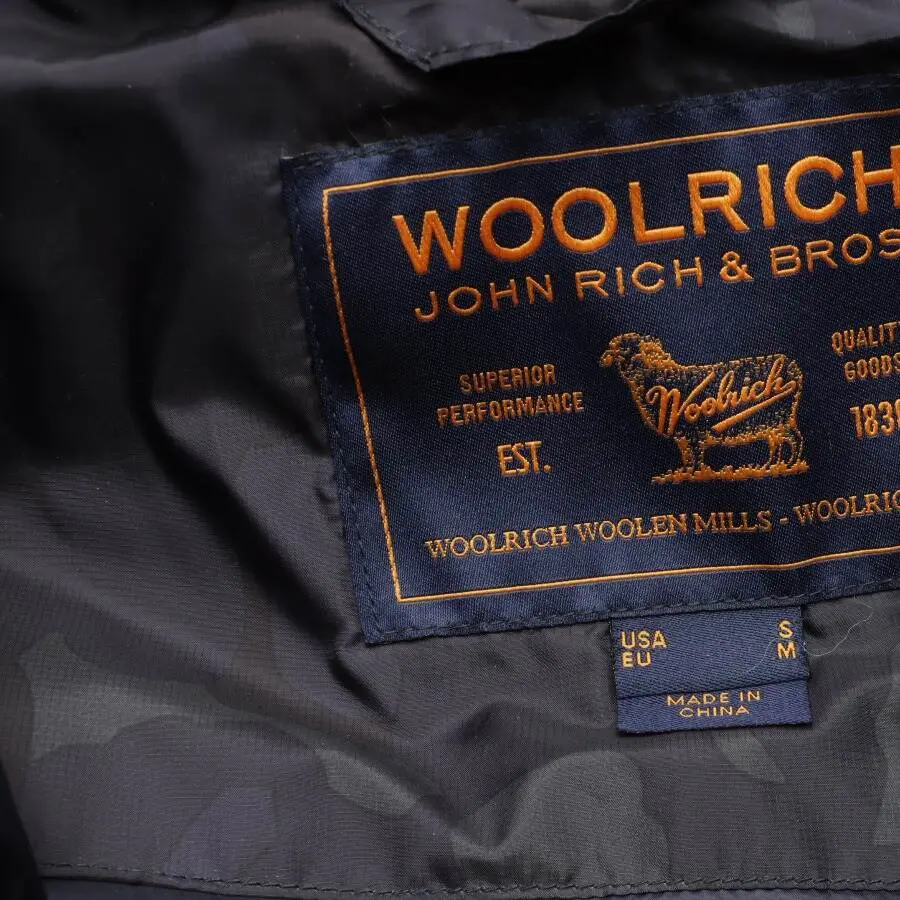 WOOLRICH
JOHN RICH & BROS
SUPERIOR
PERFORMANCE
EST.
Woolrich
QUALITY
GOODS
1830
WOOLRICH WOOLEN MILLS - WOOLRIC
USA S
EU M
MADE IN
CHINA